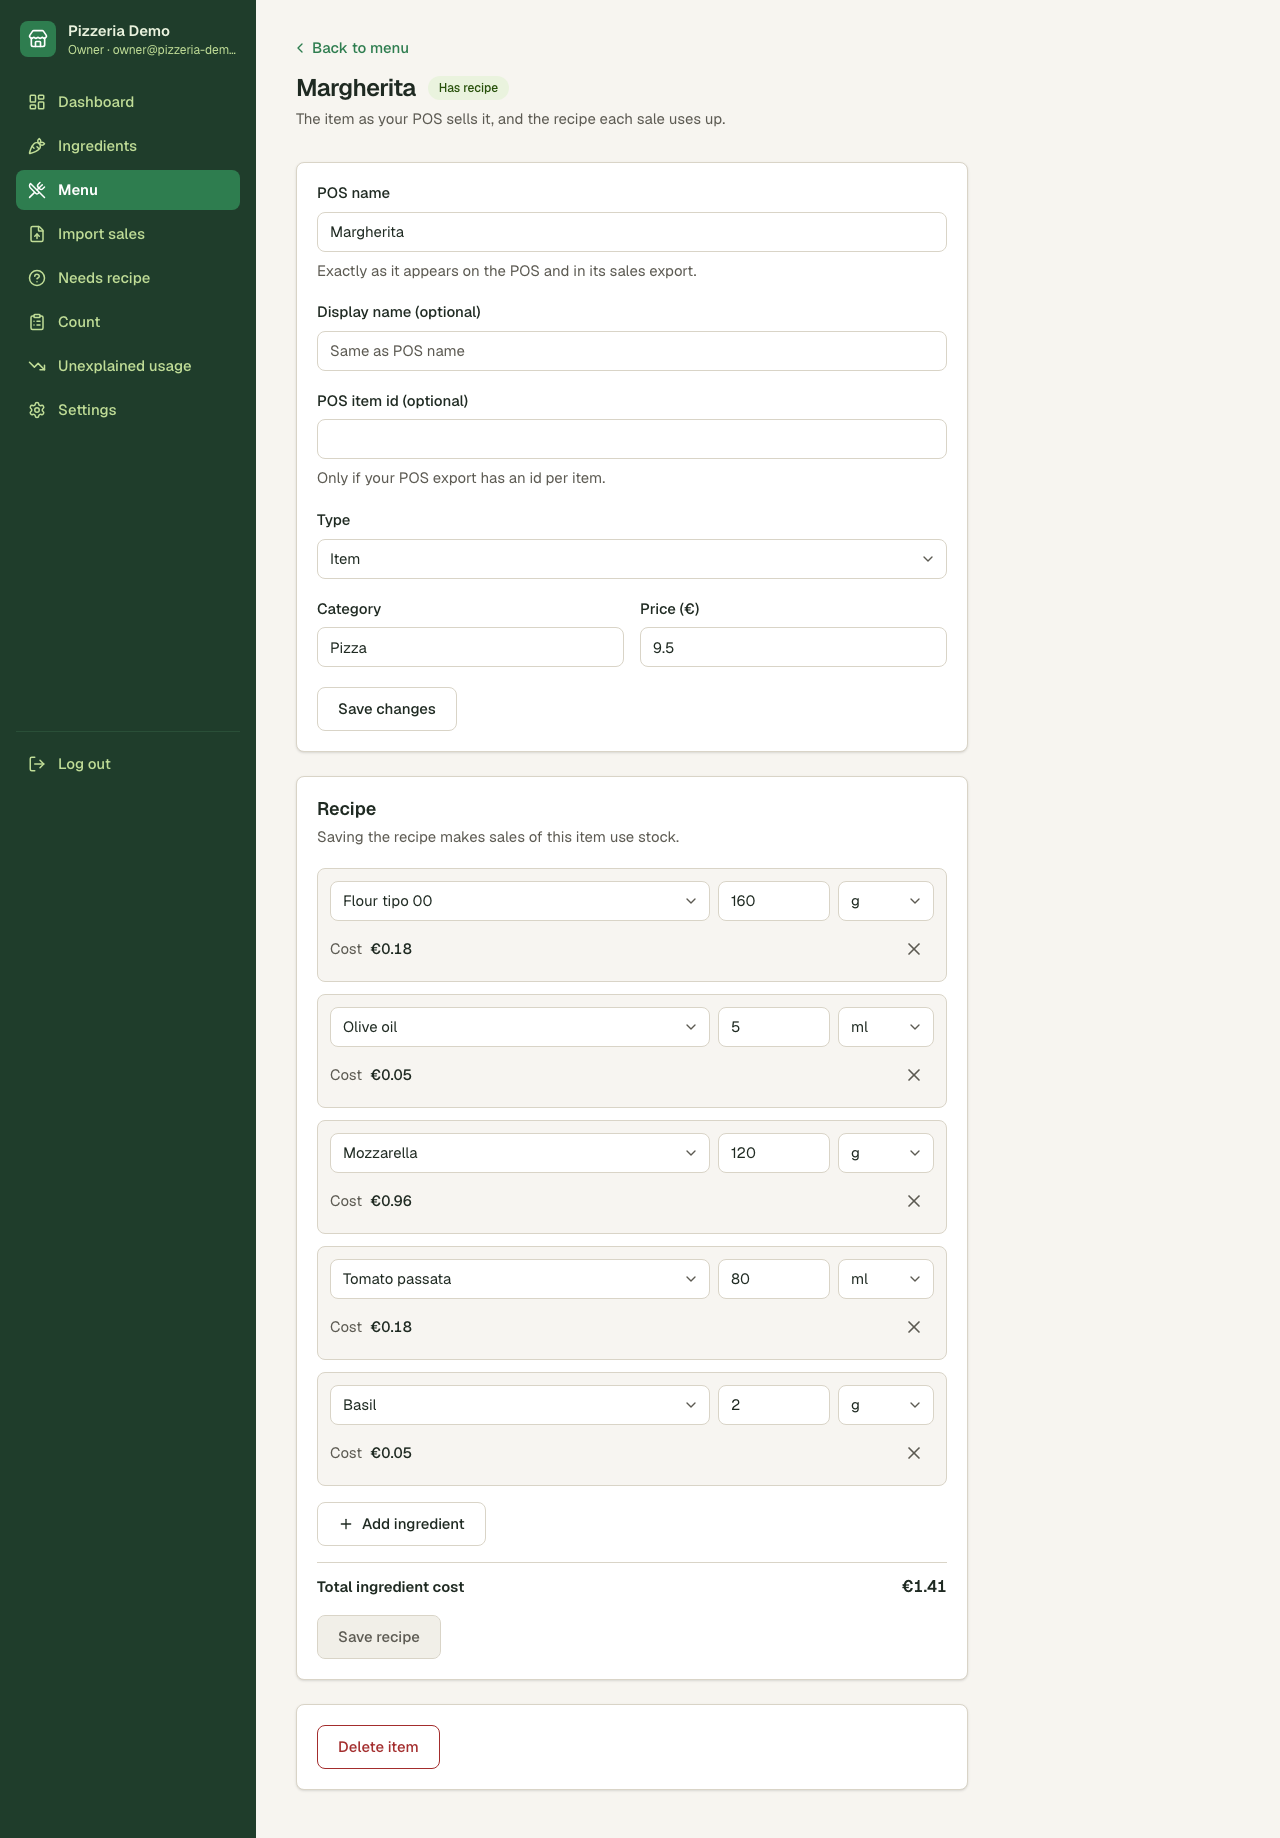 Pizzeria Demo
Owner · owner@pizzeria-dem...
Dashboard
Ingredients
Menu
Import sales
Needs recipe
Count
Unexplained usage
Settings
Log out
Back to menu
Margherita Has recipe
The item as your POS sells it, and the recipe each sale uses up.
POS name
Margherita
Exactly as it appears on the POS and in its sales export.
Display name (optional)
Same as POS name
POS item id (optional)
Only if your POS export has an id per item.
Type
Item
Category Price (€)
Pizza 9.5
Save changes
Recipe
Saving the recipe makes sales of this item use stock.
Flour tipo 00 160 g
Cost €0.18
Olive oil 5 ml
Cost €0.05
Mozzarella 120 g
Cost €0.96
Tomato passata 80 ml
Cost €0.18
Basil 2 g
Cost €0.05
Add ingredient
Total ingredient cost €1.41
Save recipe
Delete item